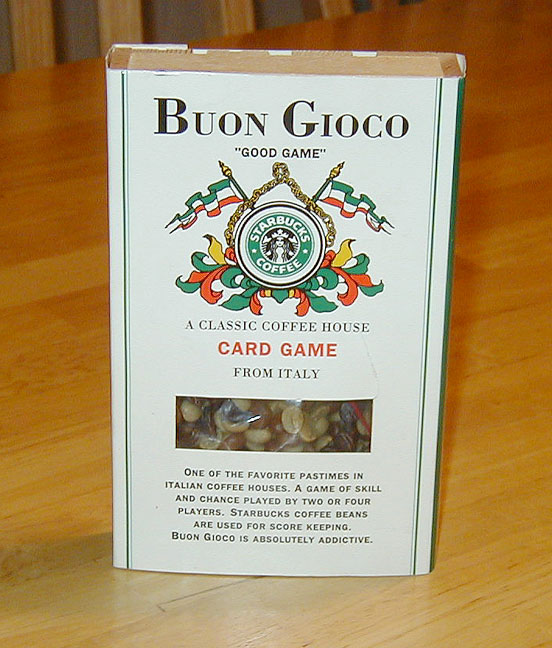 BUON GIOCO
"GOOD GAME"
STARBUCKS
COFFEE
A CLASSIC COFFEE HOUSE
CARD GAME
FROM ITALY
ONE OF THE FAVORITE PASTIMES IN
ITALIAN COFFEE HOUSES. A GAME OF SKILL
AND CHANCE PLAYED BY TWO OR FOUR
PLAYERS. STARBUCKS COFFEE BEANS
ARE USED FOR SCORE KEEPING.
BUON GIOCO IS ABSOLUTELY ADDICTIVE.